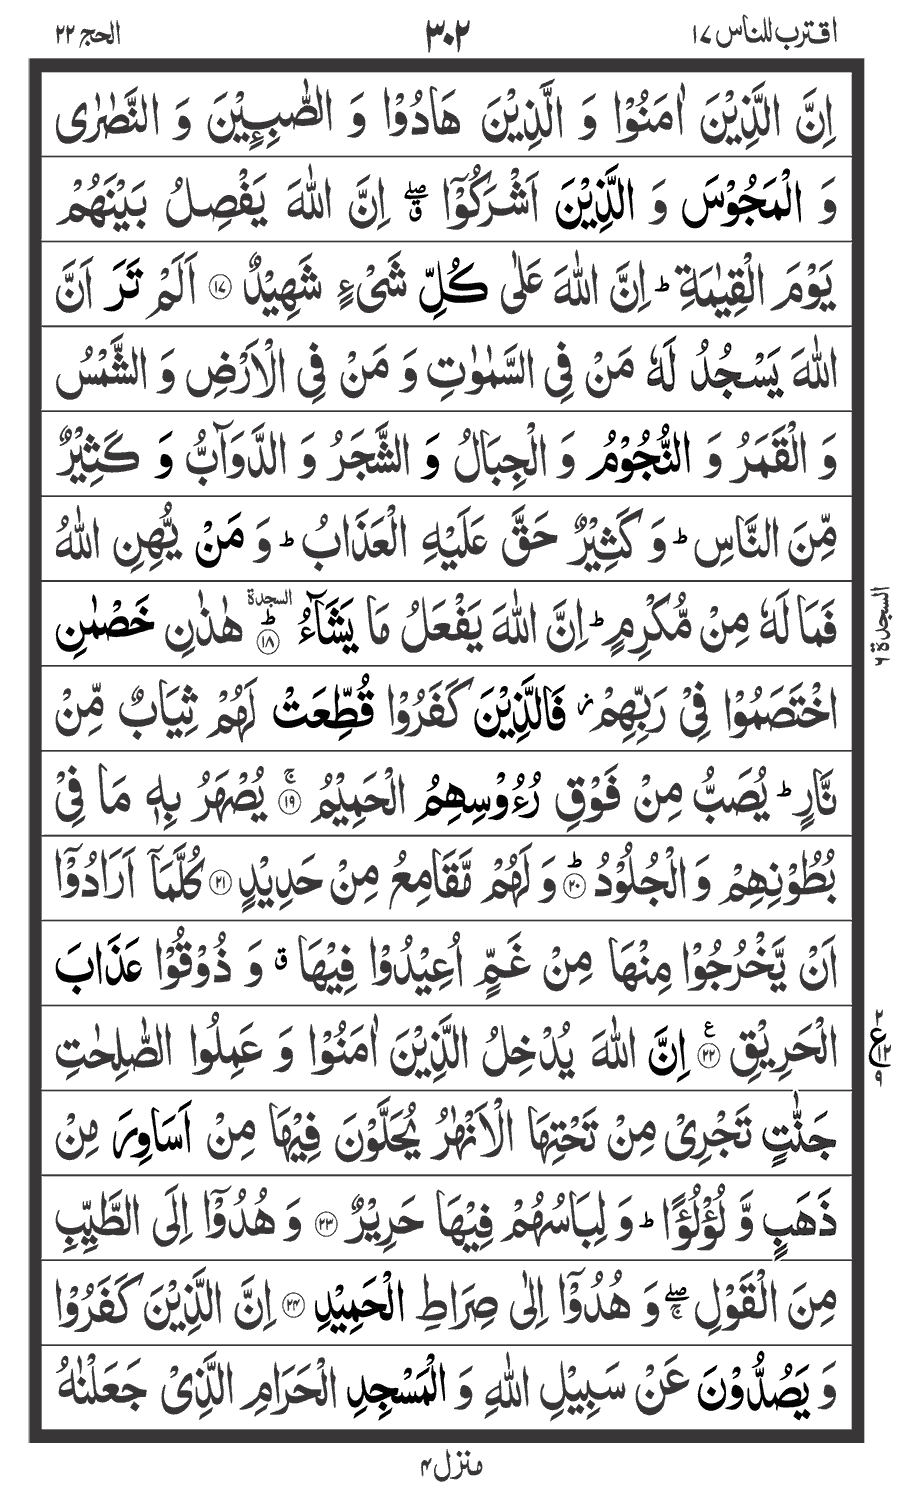 اقترب للناس ١٧ ٣٠٢ الحج ٢٢
اِنَّ الَّذِيْنَ اٰمَنُوْا وَ الَّذِيْنَ هَادُوْا وَ الصّٰبِـِٕيْنَ وَ النَّصٰرٰى
وَ الْمَجُوْسَ وَ الَّذِيْنَ اَشْرَكُوْۤا ۖۗ اِنَّ اللّٰهَ يَفْصِلُ بَيْنَهُمْ
يَوْمَ الْقِيٰمَةِ ؕ اِنَّ اللّٰهَ عَلٰى كُلِّ شَيْءٍ شَهِيْدٌ ۝۱۷ اَلَمْ تَرَ اَنَّ
اللّٰهَ يَسْجُدُ لَهٗ مَنْ فِي السَّمٰوٰتِ وَ مَنْ فِي الْاَرْضِ وَ الشَّمْسُ
وَ الْقَمَرُ وَ النُّجُوْمُ وَ الْجِبَالُ وَ الشَّجَرُ وَ الدَّوَآبُّ وَ كَثِيْرٌ
مِّنَ النَّاسِ ؕ وَ كَثِيْرٌ حَقَّ عَلَيْهِ الْعَذَابُ ؕ وَ مَنْ يُّهِنِ اللّٰهُ
فَمَا لَهٗ مِنْ مُّكْرِمٍ ؕ اِنَّ اللّٰهَ يَفْعَلُ مَا يَشَآءُ ؕ۝۱۸ السجدة هٰذٰنِ خَصْمٰنِ
السجدة ٦
اخْتَصَمُوْا فِيْ رَبِّهِمْ ؗ فَالَّذِيْنَ كَفَرُوْا قُطِّعَتْ لَهُمْ ثِيَابٌ مِّنْ
نَّارٍ ؕ يُصَبُّ مِنْ فَوْقِ رُءُوْسِهِمُ الْحَمِيْمُ ۚ۝۱۹ يُصْهَرُ بِهٖ مَا فِيْ
بُطُوْنِهِمْ وَ الْجُلُوْدُ ؕ۝۲۰ وَ لَهُمْ مَّقَامِعُ مِنْ حَدِيْدٍ ۝۲۱ كُلَّمَاۤ اَرَادُوْۤا
اَنْ يَّخْرُجُوْا مِنْهَا مِنْ غَمٍّ اُعِيْدُوْا فِيْهَا ۗ وَ ذُوْقُوْا عَذَابَ
الْحَرِيْقِ ۝۲۲ ع اِنَّ اللّٰهَ يُدْخِلُ الَّذِيْنَ اٰمَنُوْا وَ عَمِلُوا الصّٰلِحٰتِ
٢ ع ١٢ ٩
جَنّٰتٍ تَجْرِيْ مِنْ تَحْتِهَا الْاَنْهٰرُ يُحَلَّوْنَ فِيْهَا مِنْ اَسَاوِرَ مِنْ
ذَهَبٍ وَّ لُؤْلُؤًا ؕ وَ لِبَاسُهُمْ فِيْهَا حَرِيْرٌ ۝۲۳ وَ هُدُوْۤا اِلَى الطَّيِّبِ
مِنَ الْقَوْلِ ۖۚ وَ هُدُوْۤا اِلٰى صِرَاطِ الْحَمِيْدِ ۝۲۴ اِنَّ الَّذِيْنَ كَفَرُوْا
وَ يَصُدُّوْنَ عَنْ سَبِيْلِ اللّٰهِ وَ الْمَسْجِدِ الْحَرَامِ الَّذِيْ جَعَلْنٰهُ
منزل ۴